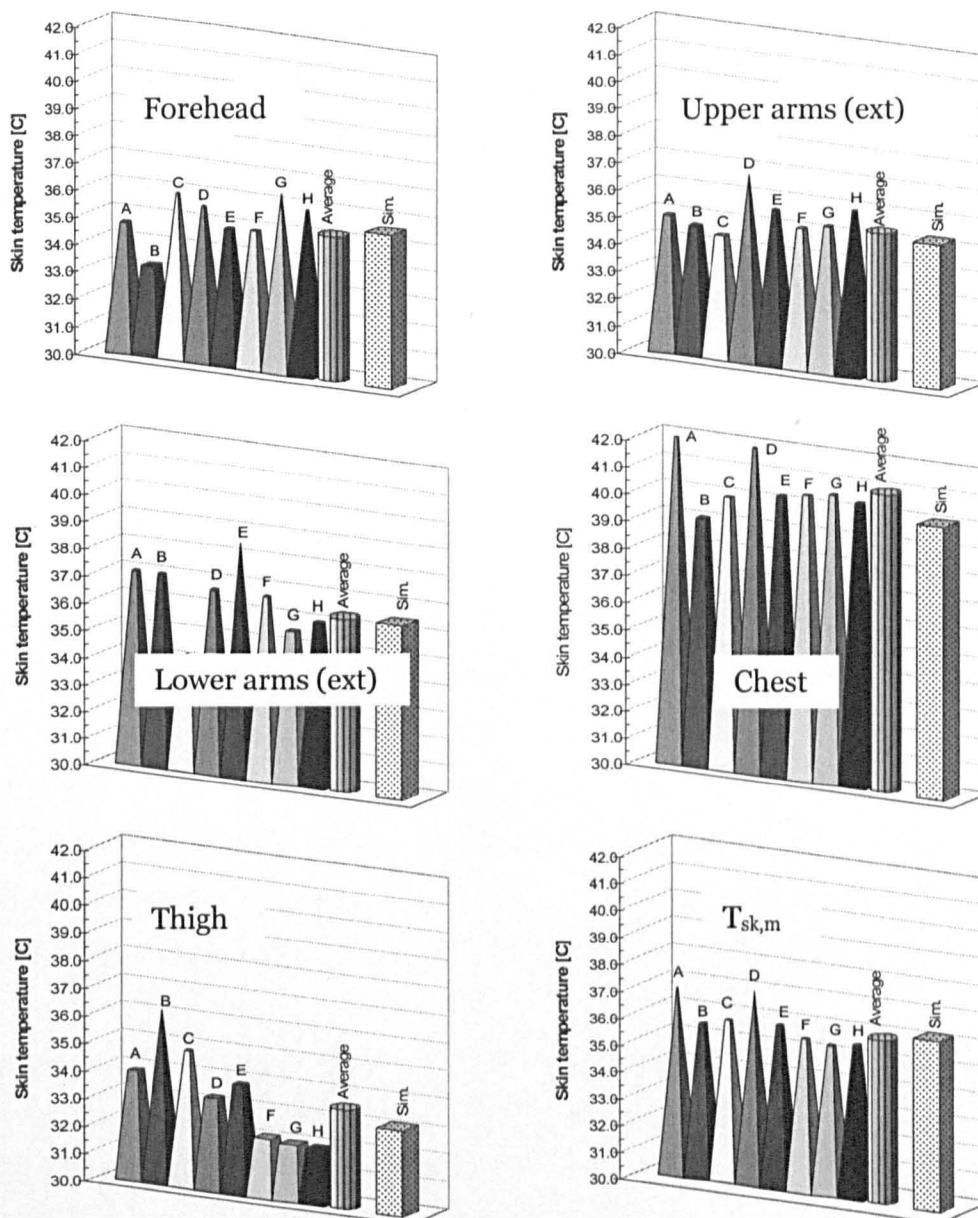 Skin temperature [C]
42.0
41.0
40.0
39.0
38.0
37.0
36.0
35.0
34.0
33.0
32.0
31.0
30.0
Forehead
A
B
C
D
E
F
G
H
Average
Sim.
Skin temperature [C]
42.0
41.0
40.0
39.0
38.0
37.0
36.0
35.0
34.0
33.0
32.0
31.0
30.0
Upper arms (ext)
A
B
C
D
E
F
G
H
Average
Sim.
Skin temperature [C]
42.0
41.0
40.0
39.0
38.0
37.0
36.0
35.0
34.0
33.0
32.0
31.0
30.0
A
B
D
E
F
G
H
Average
Sim.
Lower arms (ext)
Skin temperature [C]
42.0
41.0
40.0
39.0
38.0
37.0
36.0
35.0
34.0
33.0
32.0
31.0
30.0
A
B
C
D
E
F
G
H
Average
Sim.
Chest
Skin temperature [C]
42.0
41.0
40.0
39.0
38.0
37.0
36.0
35.0
34.0
33.0
32.0
31.0
30.0
Thigh
A
B
C
D
E
F
G
H
Average
Sim.
Skin temperature [C]
42.0
41.0
40.0
39.0
38.0
37.0
36.0
35.0
34.0
33.0
32.0
31.0
30.0
Tsk,m
A
B
C
D
E
F
G
H
Average
Sim.